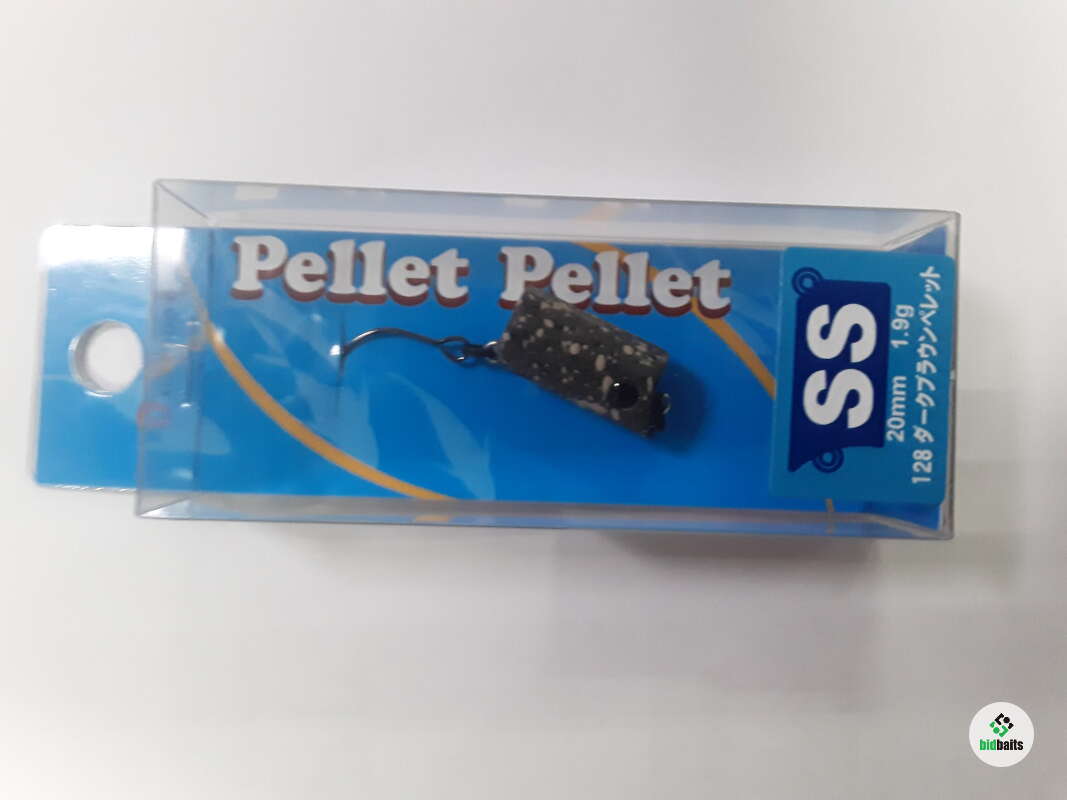 Pellet Pellet
SS
20mm 1.9g
128 ダークブラウンペレット
bidbaits